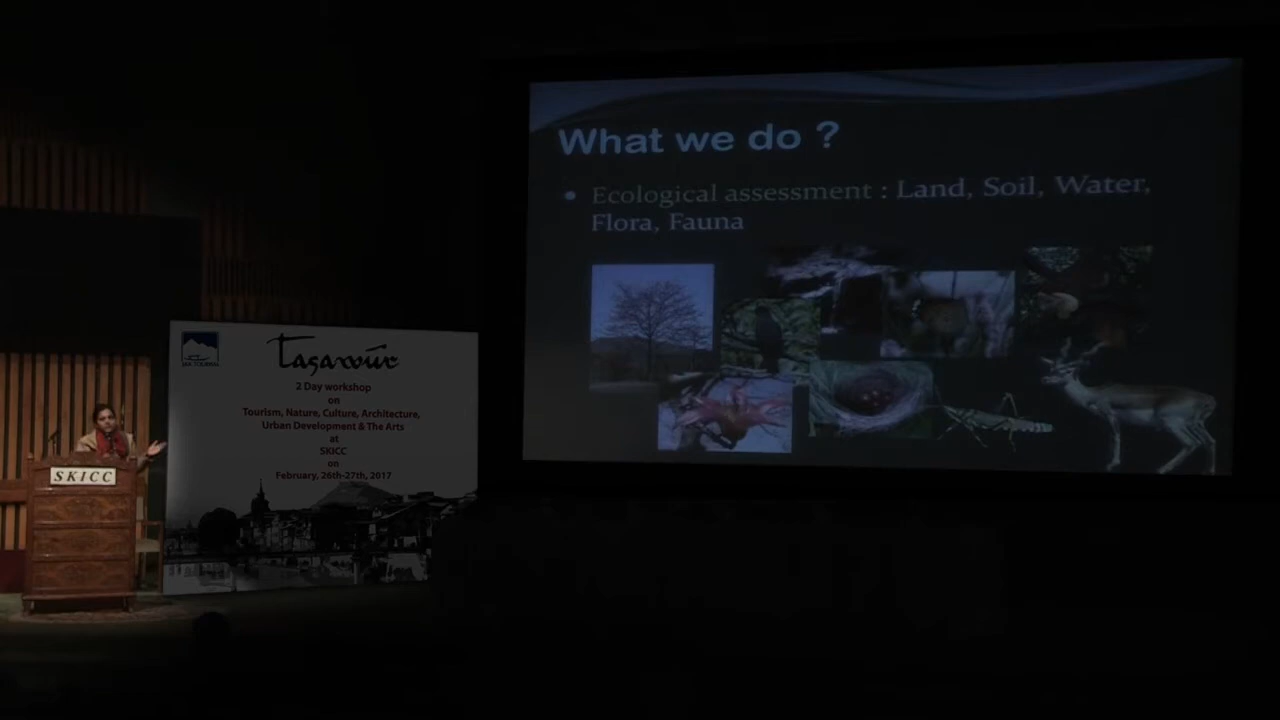 What we do ?
Ecological assessment : Land, Soil, Water,
Flora, Fauna
Tasawur
2 Day workshop
on
Tourism, Nature, Culture, Architecture,
Urban Development & The Arts
at
SKICC
on
February, 26th-27th, 2017
SKICC